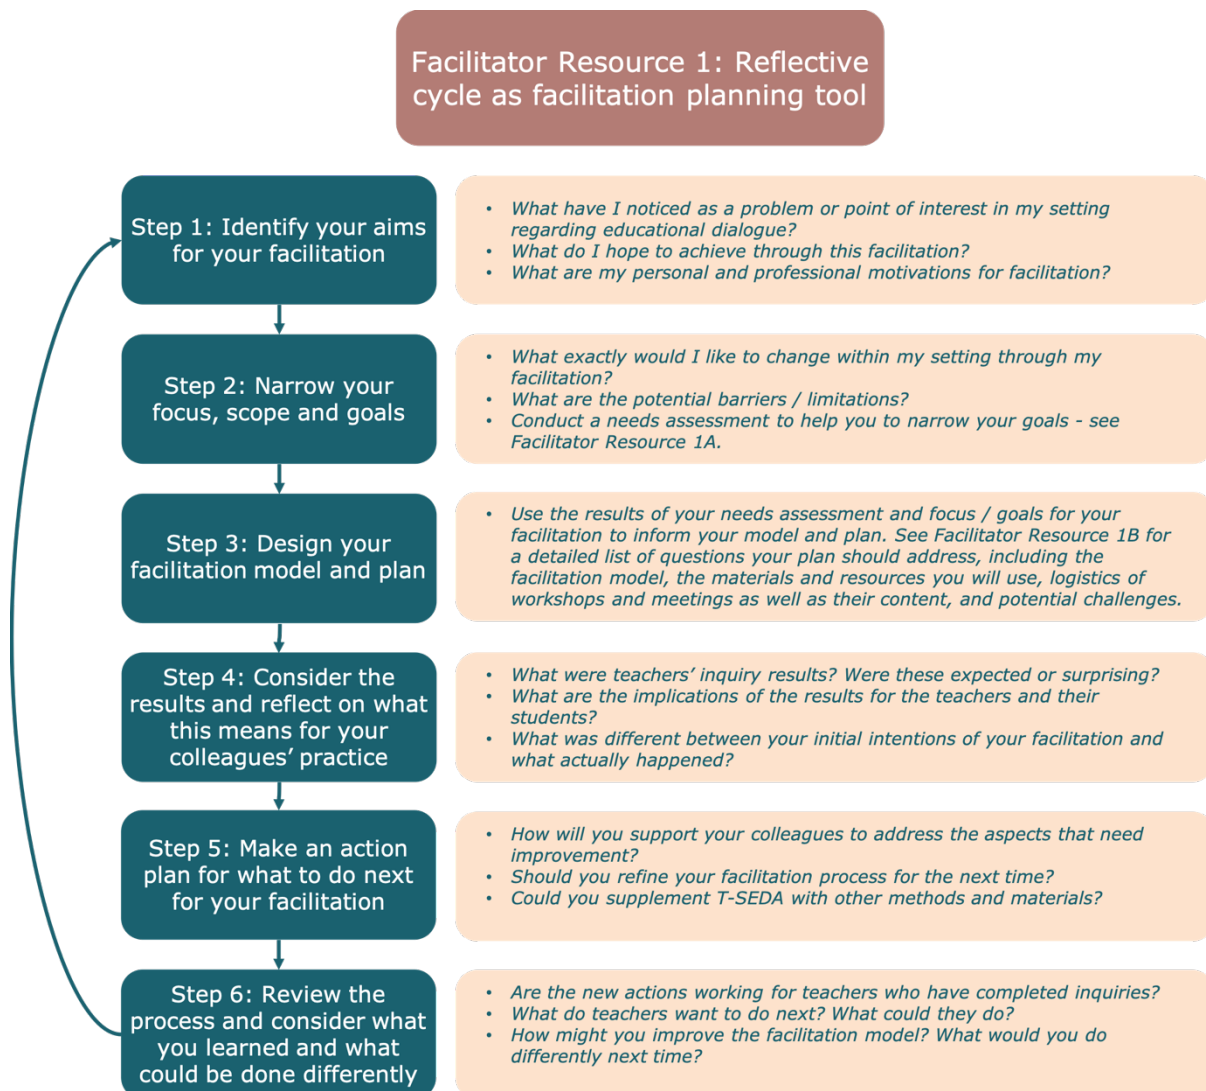 Facilitator Resource 1: Reflective
cycle as facilitation planning tool
Step 1: Identify your aims
for your facilitation
• What have I noticed as a problem or point of interest in my setting
regarding educational dialogue?
• What do I hope to achieve through this facilitation?
• What are my personal and professional motivations for facilitation?
Step 2: Narrow your
focus, scope and goals
• What exactly would I like to change within my setting through my
facilitation?
• What are the potential barriers / limitations?
• Conduct a needs assessment to help you to narrow your goals - see
Facilitator Resource 1A.
Step 3: Design your
facilitation model and plan
• Use the results of your needs assessment and focus / goals for your
facilitation to inform your model and plan. See Facilitator Resource 1B for
a detailed list of questions your plan should address, including the
facilitation model, the materials and resources you will use, logistics of
workshops and meetings as well as their content, and potential challenges.
Step 4: Consider the
results and reflect on what
this means for your
colleagues’ practice
• What were teachers’ inquiry results? Were these expected or surprising?
• What are the implications of the results for the teachers and their
students?
• What was different between your initial intentions of your facilitation and
what actually happened?
Step 5: Make an action
plan for what to do next
for your facilitation
• How will you support your colleagues to address the aspects that need
improvement?
• Should you refine your facilitation process for the next time?
• Could you supplement T-SEDA with other methods and materials?
Step 6: Review the
process and consider what
you learned and what
could be done differently
• Are the new actions working for teachers who have completed inquiries?
• What do teachers want to do next? What could they do?
• How might you improve the facilitation model? What would you do
differently next time?